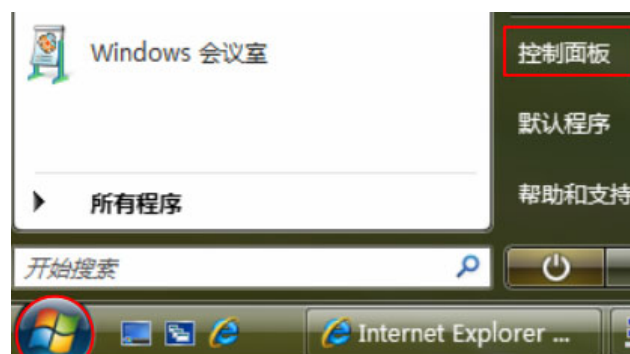 Windows 会议室
控制面板
默认程序
所有程序
帮助和支持
开始搜索
Internet Explorer ...